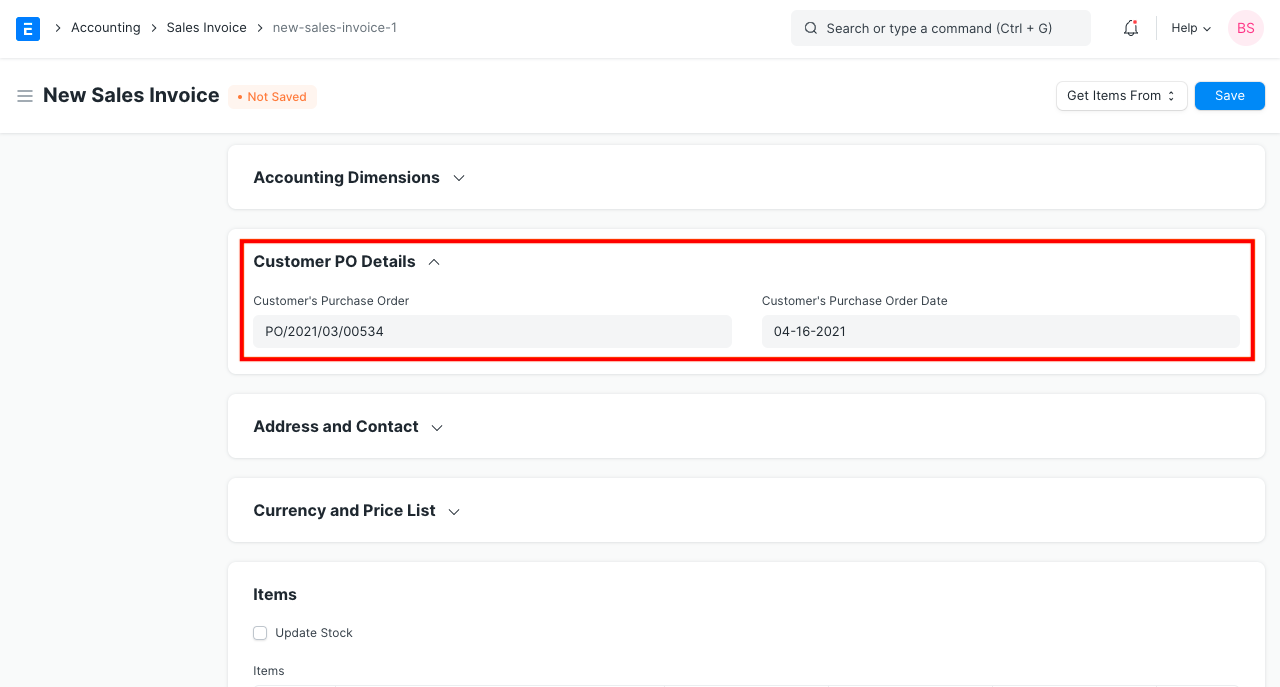 E Accounting Sales Invoice new-sales-invoice-1 Search or type a command (Ctrl + G) Help BS
New Sales Invoice • Not Saved Get Items From Save
Accounting Dimensions
Customer PO Details
Customer's Purchase Order Customer's Purchase Order Date
PO/2021/03/00534 04-16-2021
Address and Contact
Currency and Price List
Items
Update Stock
Items